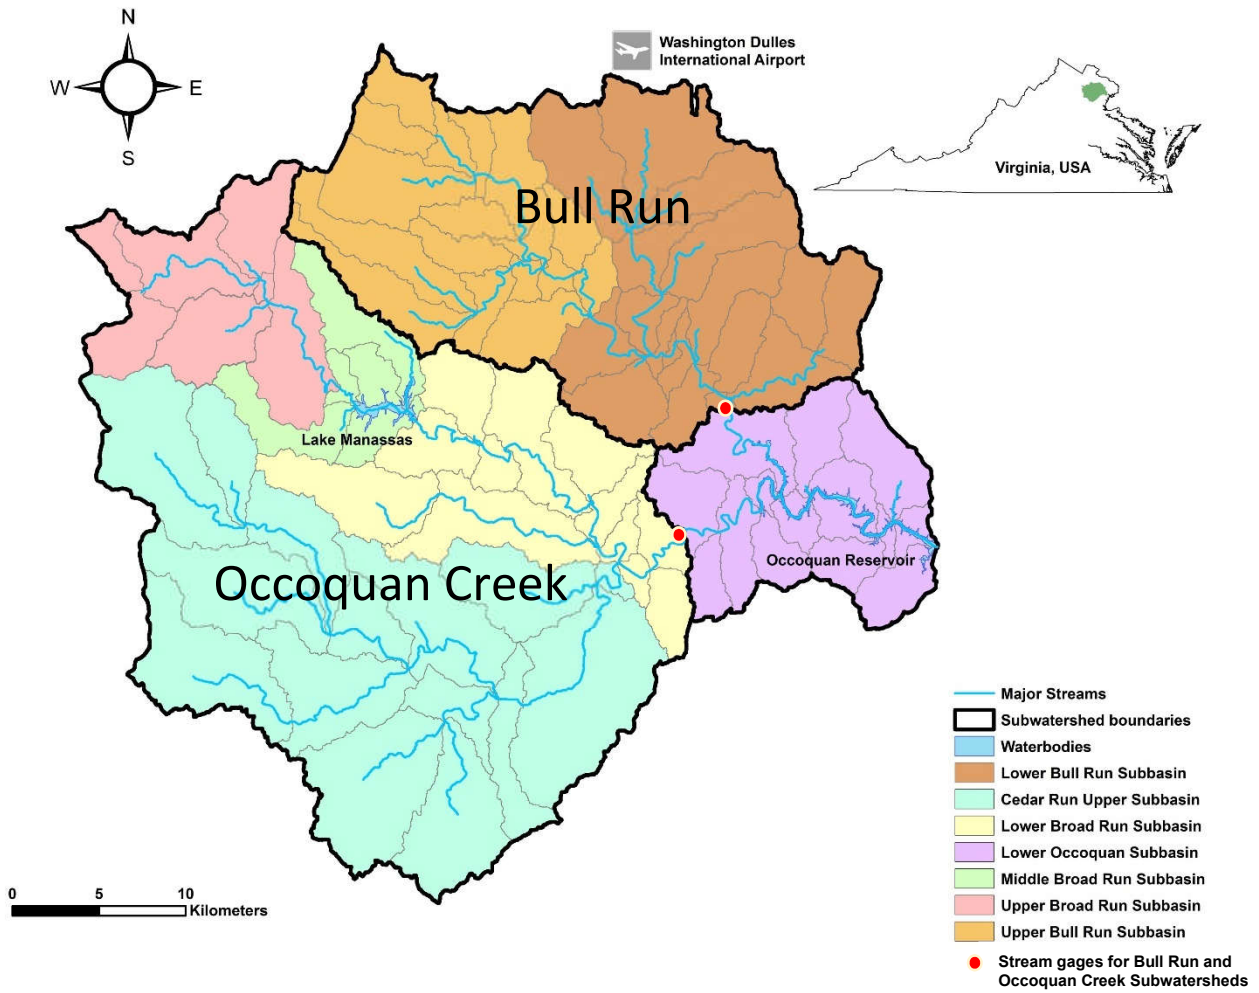 N
W
E
S
Washington Dulles
International Airport
Virginia, USA
Bull Run
Lake Manassas
Occoquan Reservoir
Occoquan Creek
0 5 10
Kilometers
Major Streams
Subwatershed boundaries
Waterbodies
Lower Bull Run Subbasin
Cedar Run Upper Subbasin
Lower Broad Run Subbasin
Lower Occoquan Subbasin
Middle Broad Run Subbasin
Upper Broad Run Subbasin
Upper Bull Run Subbasin
Stream gages for Bull Run and
Occoquan Creek Subwatersheds